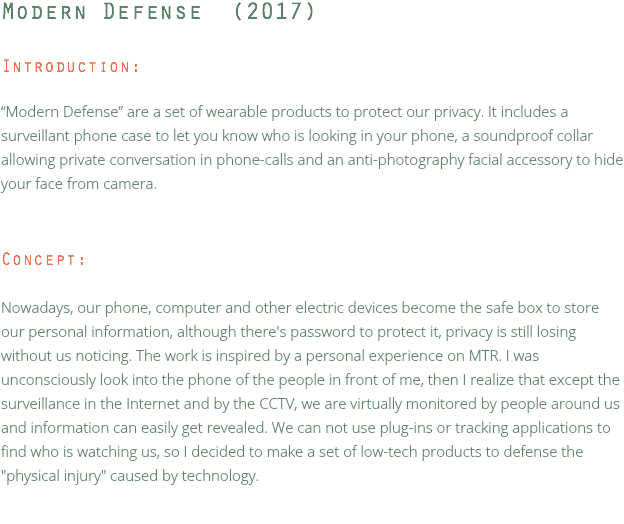 Modern Defense (2017)
Introduction:
“Modern Defense” are a set of wearable products to protect our privacy. It includes a
surveillant phone case to let you know who is looking in your phone, a soundproof collar
allowing private conversation in phone-calls and an anti-photography facial accessory to hide
your face from camera.
Concept:
Nowadays, our phone, computer and other electric devices become the safe box to store
our personal information, although there's password to protect it, privacy is still losing
without us noticing. The work is inspired by a personal experience on MTR. I was
unconsciously look into the phone of the people in front of me, then I realize that except the
surveillance in the Internet and by the CCTV, we are virtually monitored by people around us
and information can easily get revealed. We can not use plug-ins or tracking applications to
find who is watching us, so I decided to make a set of low-tech products to defense the
"physical injury" caused by technology.